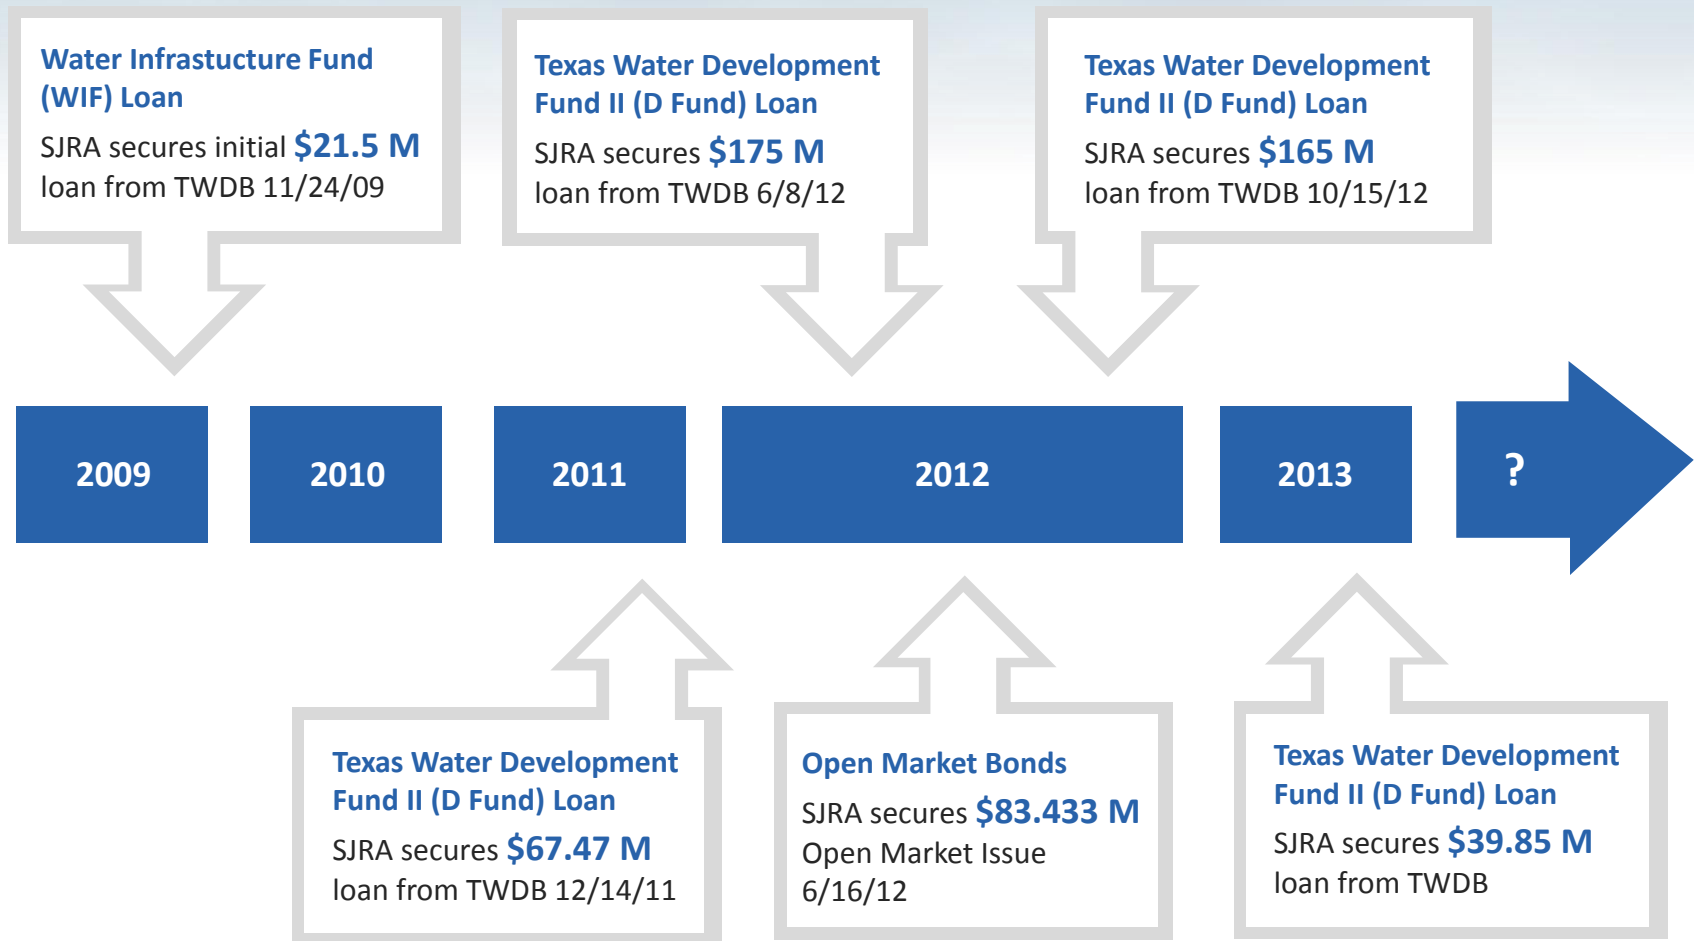 Water Infrastucture Fund
(WIF) Loan
SJRA secures initial $21.5 M
loan from TWDB 11/24/09
Texas Water Development
Fund II (D Fund) Loan
SJRA secures $175 M
loan from TWDB 6/8/12
Texas Water Development
Fund II (D Fund) Loan
SJRA secures $165 M
loan from TWDB 10/15/12
2009
2010
2011
2012
2013
?
Texas Water Development
Fund II (D Fund) Loan
SJRA secures $67.47 M
loan from TWDB 12/14/11
Open Market Bonds
SJRA secures $83.433 M
Open Market Issue
6/16/12
Texas Water Development
Fund II (D Fund) Loan
SJRA secures $39.85 M
loan from TWDB